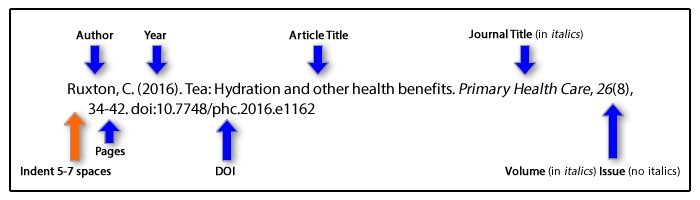 Author Year Article Title Journal Title (in italics)
Ruxton, C. (2016). Tea: Hydration and other health benefits. Primary Health Care, 26(8),
34-42. doi:10.7748/phc.2016.e1162
Pages
Indent 5-7 spaces DOI Volume (in italics) Issue (no italics)